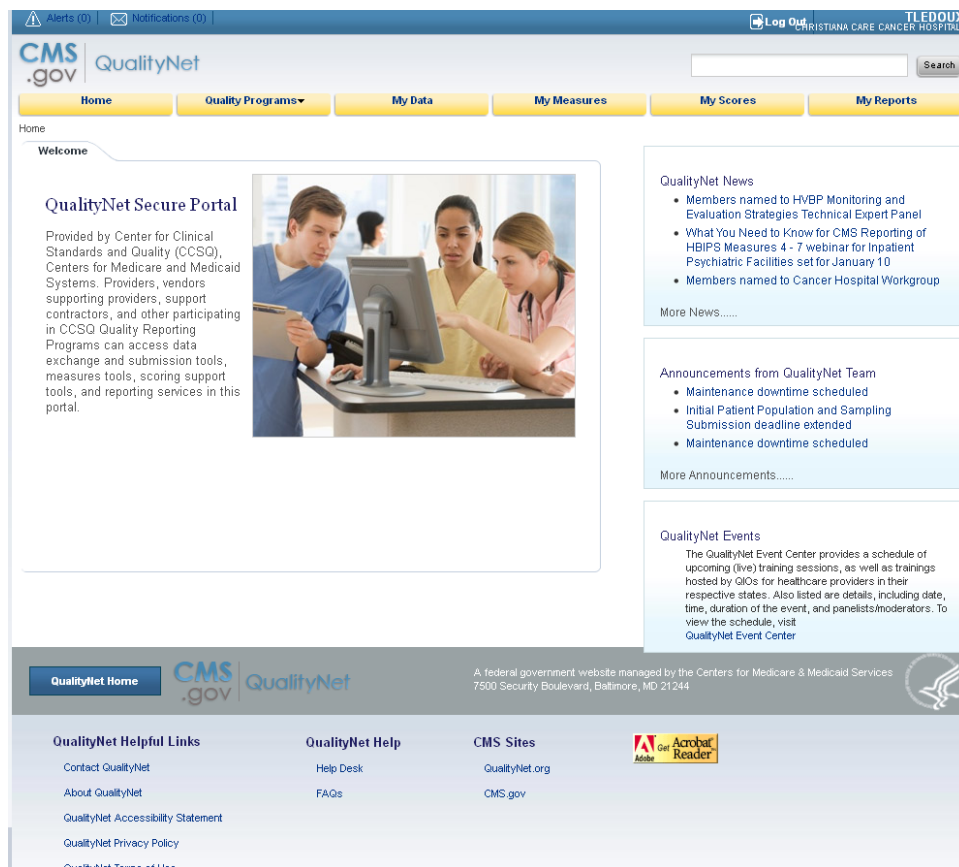 Alerts (0)
Notifications (0)
Log Out
TLEDOUX
CHRISTIANA CARE CANCER HOSPITAL
CMS
.gov
QualityNet
Search
Home
Quality Programs
My Data
My Measures
My Scores
My Reports
Home
Welcome
QualityNet Secure Portal
Provided by Center for Clinical
Standards and Quality (CCSQ),
Centers for Medicare and Medicaid
Systems. Providers, vendors
supporting providers, support
contractors, and other participating
in CCSQ Quality Reporting
Programs can access data
exchange and submission tools,
measures tools, scoring support
tools, and reporting services in this
portal.
QualityNet News
Members named to HVBP Monitoring and
Evaluation Strategies Technical Expert Panel
What You Need to Know for CMS Reporting of
HBIPS Measures 4 - 7 webinar for Inpatient
Psychiatric Facilities set for January 10
Members named to Cancer Hospital Workgroup
More News......
Announcements from QualityNet Team
Maintenance downtime scheduled
Initial Patient Population and Sampling
Submission deadline extended
Maintenance downtime scheduled
More Announcements......
QualityNet Events
The QualityNet Event Center provides a schedule of
upcoming (live) training sessions, as well as trainings
hosted by QIOs for healthcare providers in their
respective states. Also listed are details, including date,
time, duration of the event, and panelists/moderators. To
view the schedule, visit
QualityNet Event Center
QualityNet Home
CMS
.gov
QualityNet
A federal government website managed by the Centers for Medicare & Medicaid Services
7500 Security Boulevard, Baltimore, MD 21244
QualityNet Helpful Links
Contact QualityNet
About QualityNet
QualityNet Accessibility Statement
QualityNet Privacy Policy
QualityNet Terms of Use
QualityNet Help
Help Desk
FAQs
CMS Sites
QualityNet.org
CMS.gov
Adobe
Get Acrobat
Reader